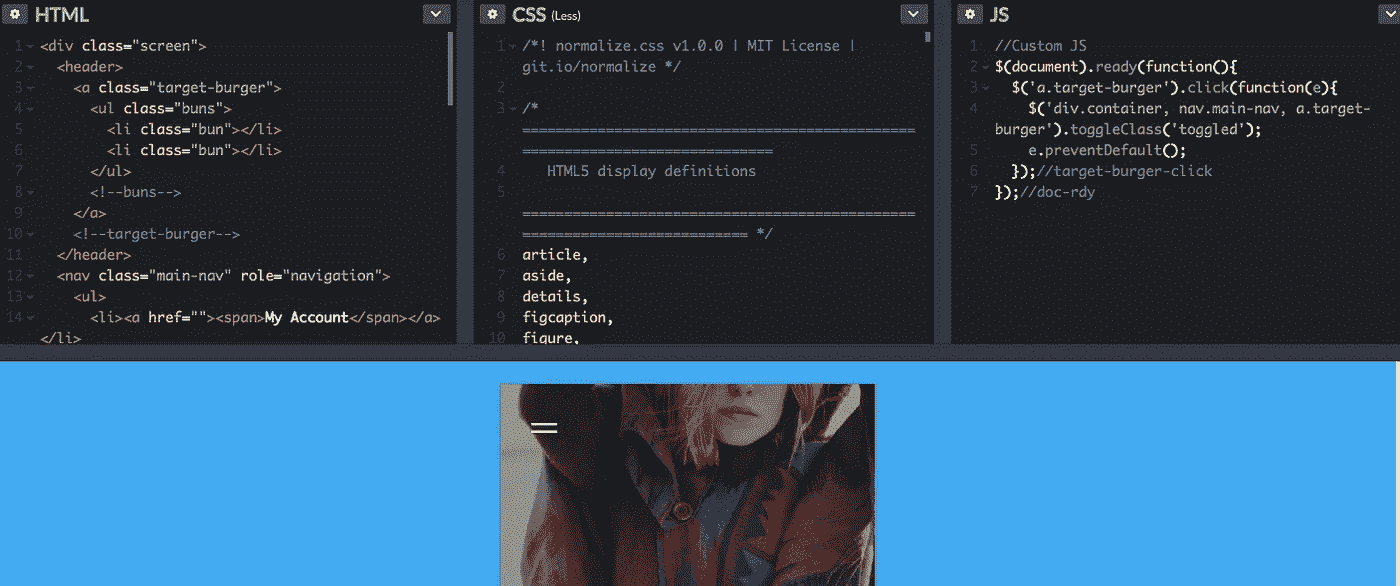 HTML
1 <div class="screen">
2 <header>
3 <a class="target-burger">
4 <ul class="buns">
5 <li class="bun"></li>
6 <li class="bun"></li>
7 </ul>
8 <!--buns-->
9 </a>
10 <!--target-burger-->
11 </header>
12 <nav class="main-nav" role="navigation">
13 <ul>
14 <li><a href=""><span>My Account</span></a>
</li>
CSS (Less)
1 /*! normalize.css v1.0.0 | MIT License |
git.io/normalize */
2
3 /*
===============================================
==============================
4 HTML5 display definitions
5
===============================================
=========================== */
6 article,
7 aside,
8 details,
9 figcaption,
10 figure,
JS
1 //Custom JS
2 $(document).ready(function(){
3 $('a.target-burger').click(function(e){
4 $('div.container, nav.main-nav, a.target-
burger').toggleClass('toggled');
5 e.preventDefault();
6 });//target-burger-click
7 });//doc-rdy